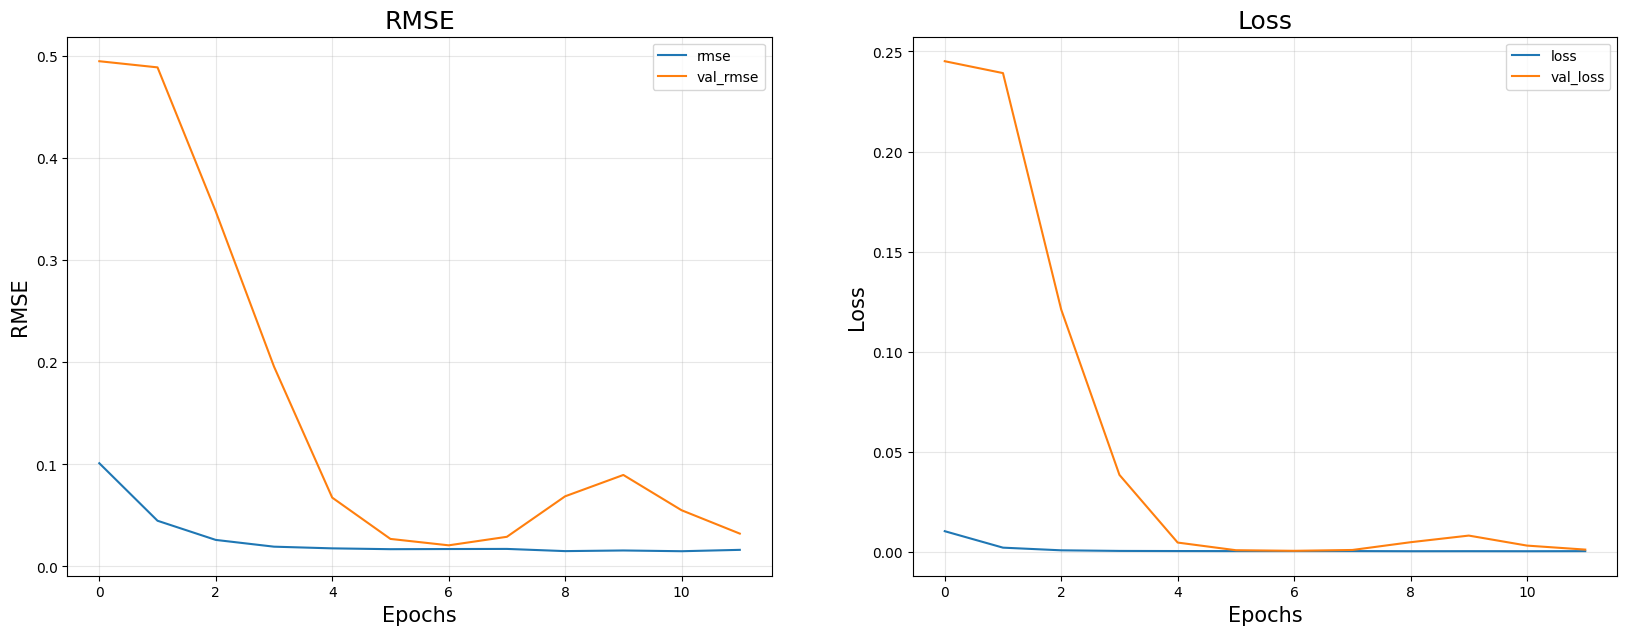 RMSE
rmse
val_rmse
0.5
0.4
0.3
0.2
0.1
0.0
RMSE
0 2 4 6 8 10
Epochs
Loss
loss
val_loss
0.25
0.20
0.15
0.10
0.05
0.00
Loss
0 2 4 6 8 10
Epochs